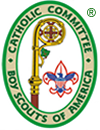 CATHOLIC COMMITTEE
BOY SCOUTS OF AMERICA
®